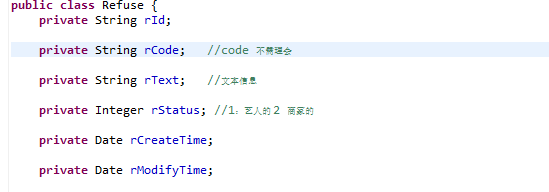 public class Refuse {
private String rId;
private String rCode; //code 不需理会
private String rText; //文本信息
private Integer rStatus; //1：艺人的 2 商家的
private Date rCreateTime;
private Date rModifyTime;